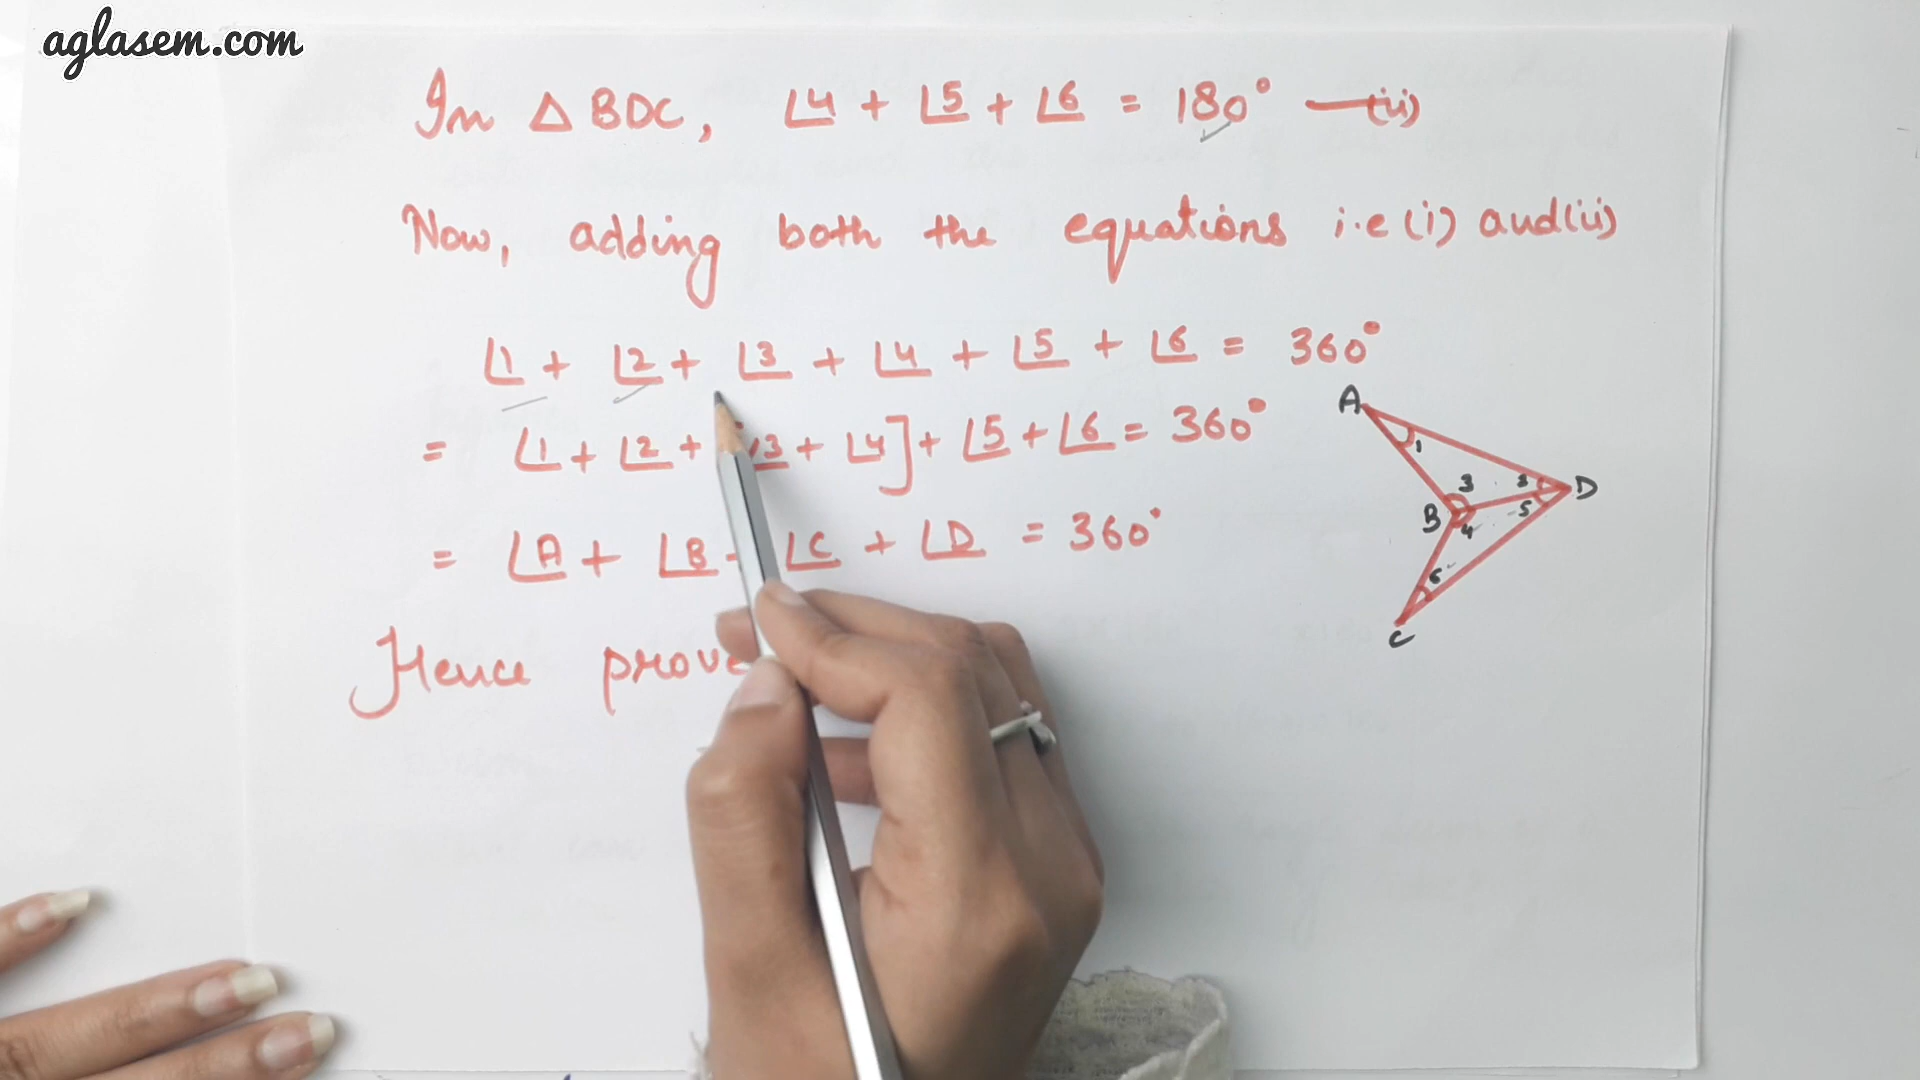 aglasem.com
In △ BDC, ∠4 + ∠5 + ∠6 = 180° —(ii)
Now, adding both the equations i.e (i) and (ii)
∠1 + ∠2 + ∠3 + ∠4 + ∠5 + ∠6 = 360°
= ∠1 + ∠2 + ∠3 + ∠4] + ∠5 + ∠6 = 360°
= ∠A + ∠B + ∠C + ∠D = 360°
Hence prove
A
1
3
D
B
4
5
6
C